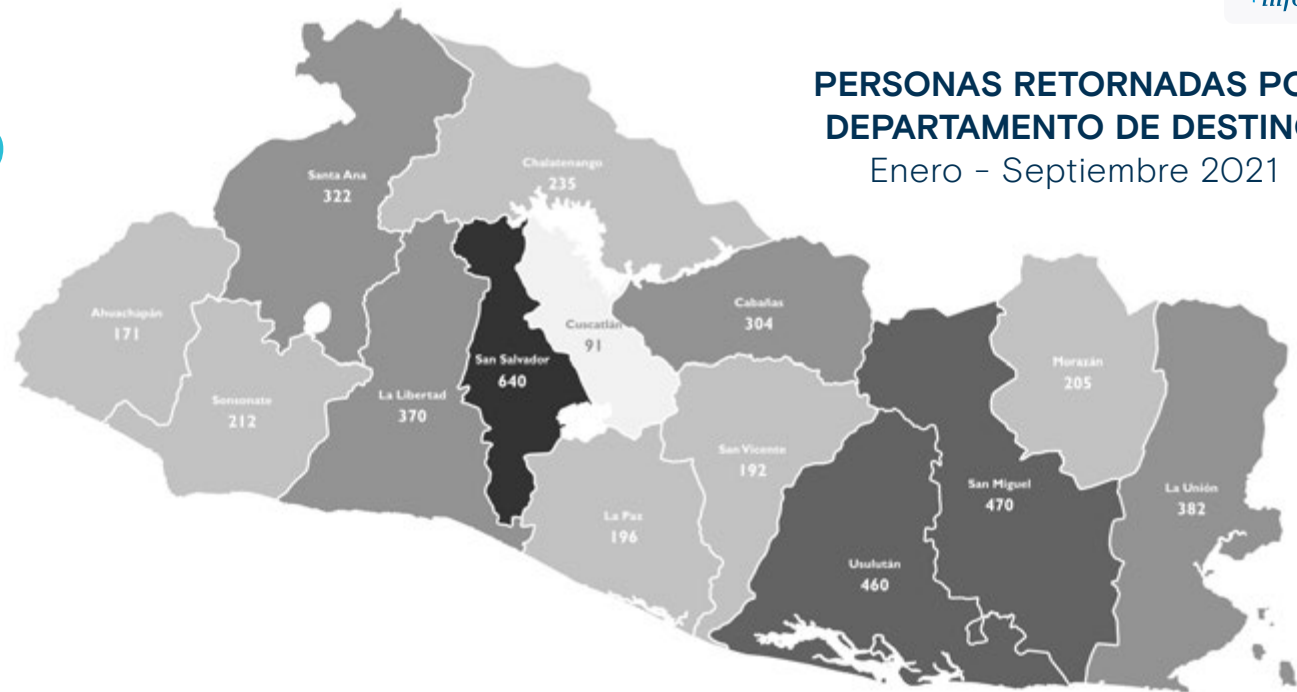 +info
PERSONAS RETORNADAS PO
DEPARTAMENTO DE DESTINO
Enero - Septiembre 2021
Chalatenango
235
Santa Ana
322
Ahuachapán
171
Sonsonate
212
La Libertad
370
San Salvador
640
Cuscatlán
91
Cabañas
304
Morazán
205
San Vicente
192
La Paz
196
San Miguel
470
La Unión
382
Usulután
460